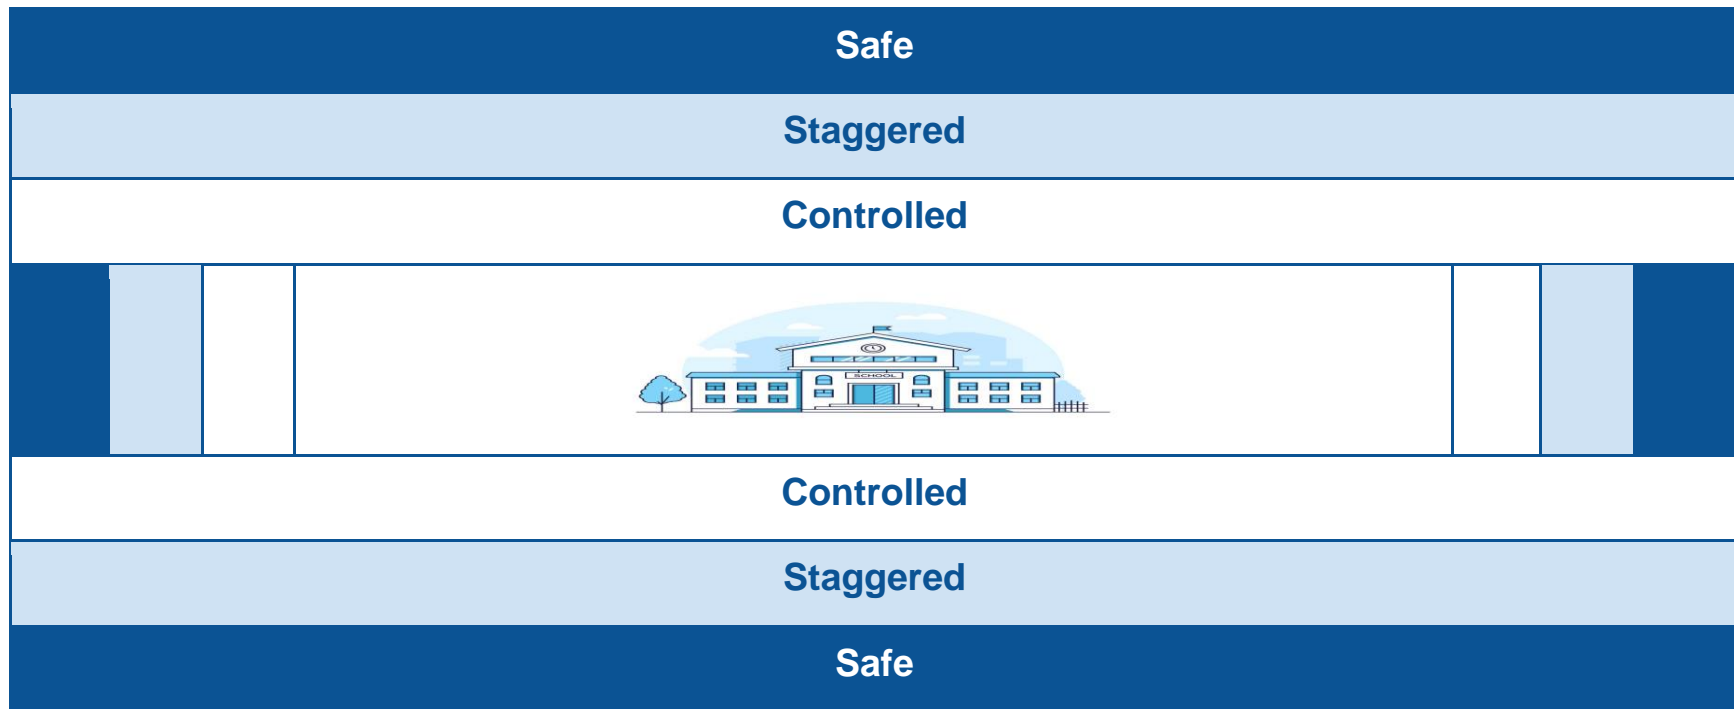 Safe
Staggered
Controlled
SCHOOL
Controlled
Staggered
Safe